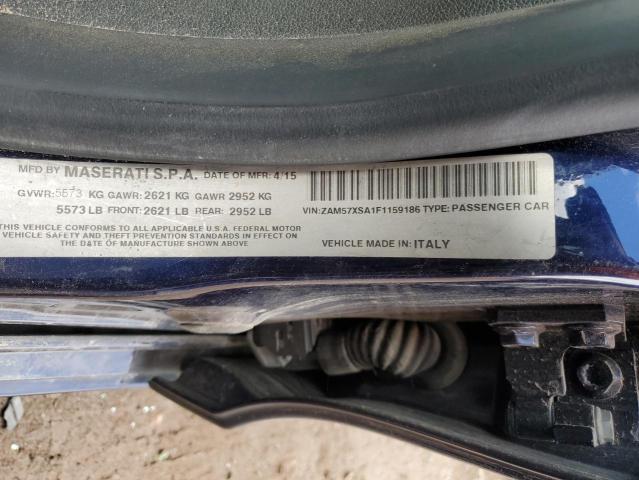 MFD BY MASERATI S.P.A. DATE OF MFR: 4/15
GVWR: 5573 KG GAWR: 2621 KG GAWR 2952 KG
5573 LB FRONT: 2621 LB REAR: 2952 LB
THIS VEHICLE CONFORMS TO ALL APPLICABLE U.S.A. FEDERAL MOTOR
VEHICLE SAFETY AND THEFT PREVENTION STANDARDS IN EFFECT ON
THE DATE OF MANUFACTURE SHOWN ABOVE
VIN:ZAM57XSA1F1159186 TYPE: PASSENGER CAR
VEHICLE MADE IN: ITALY